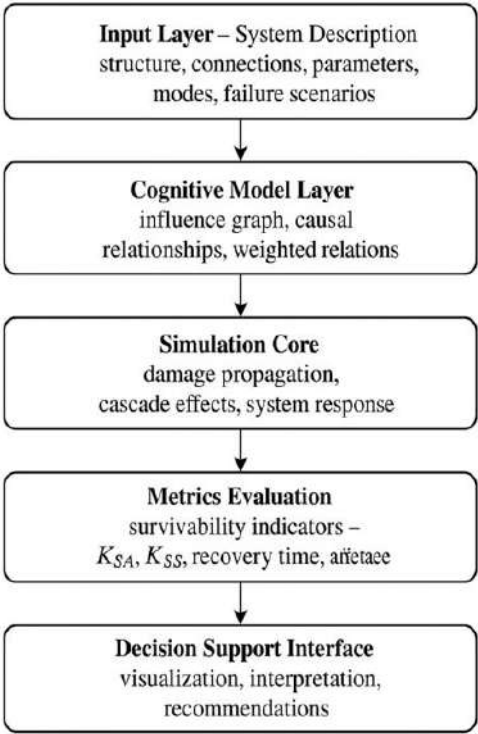 Input Layer – System Description
structure, connections, parameters,
modes, failure scenarios
Cognitive Model Layer
influence graph, causal
relationships, weighted relations
Simulation Core
damage propagation,
cascade effects, system response
Metrics Evaluation
survivability indicators –
K_SA, K_SS, recovery time,
Decision Support Interface
visualization, interpretation,
recommendations